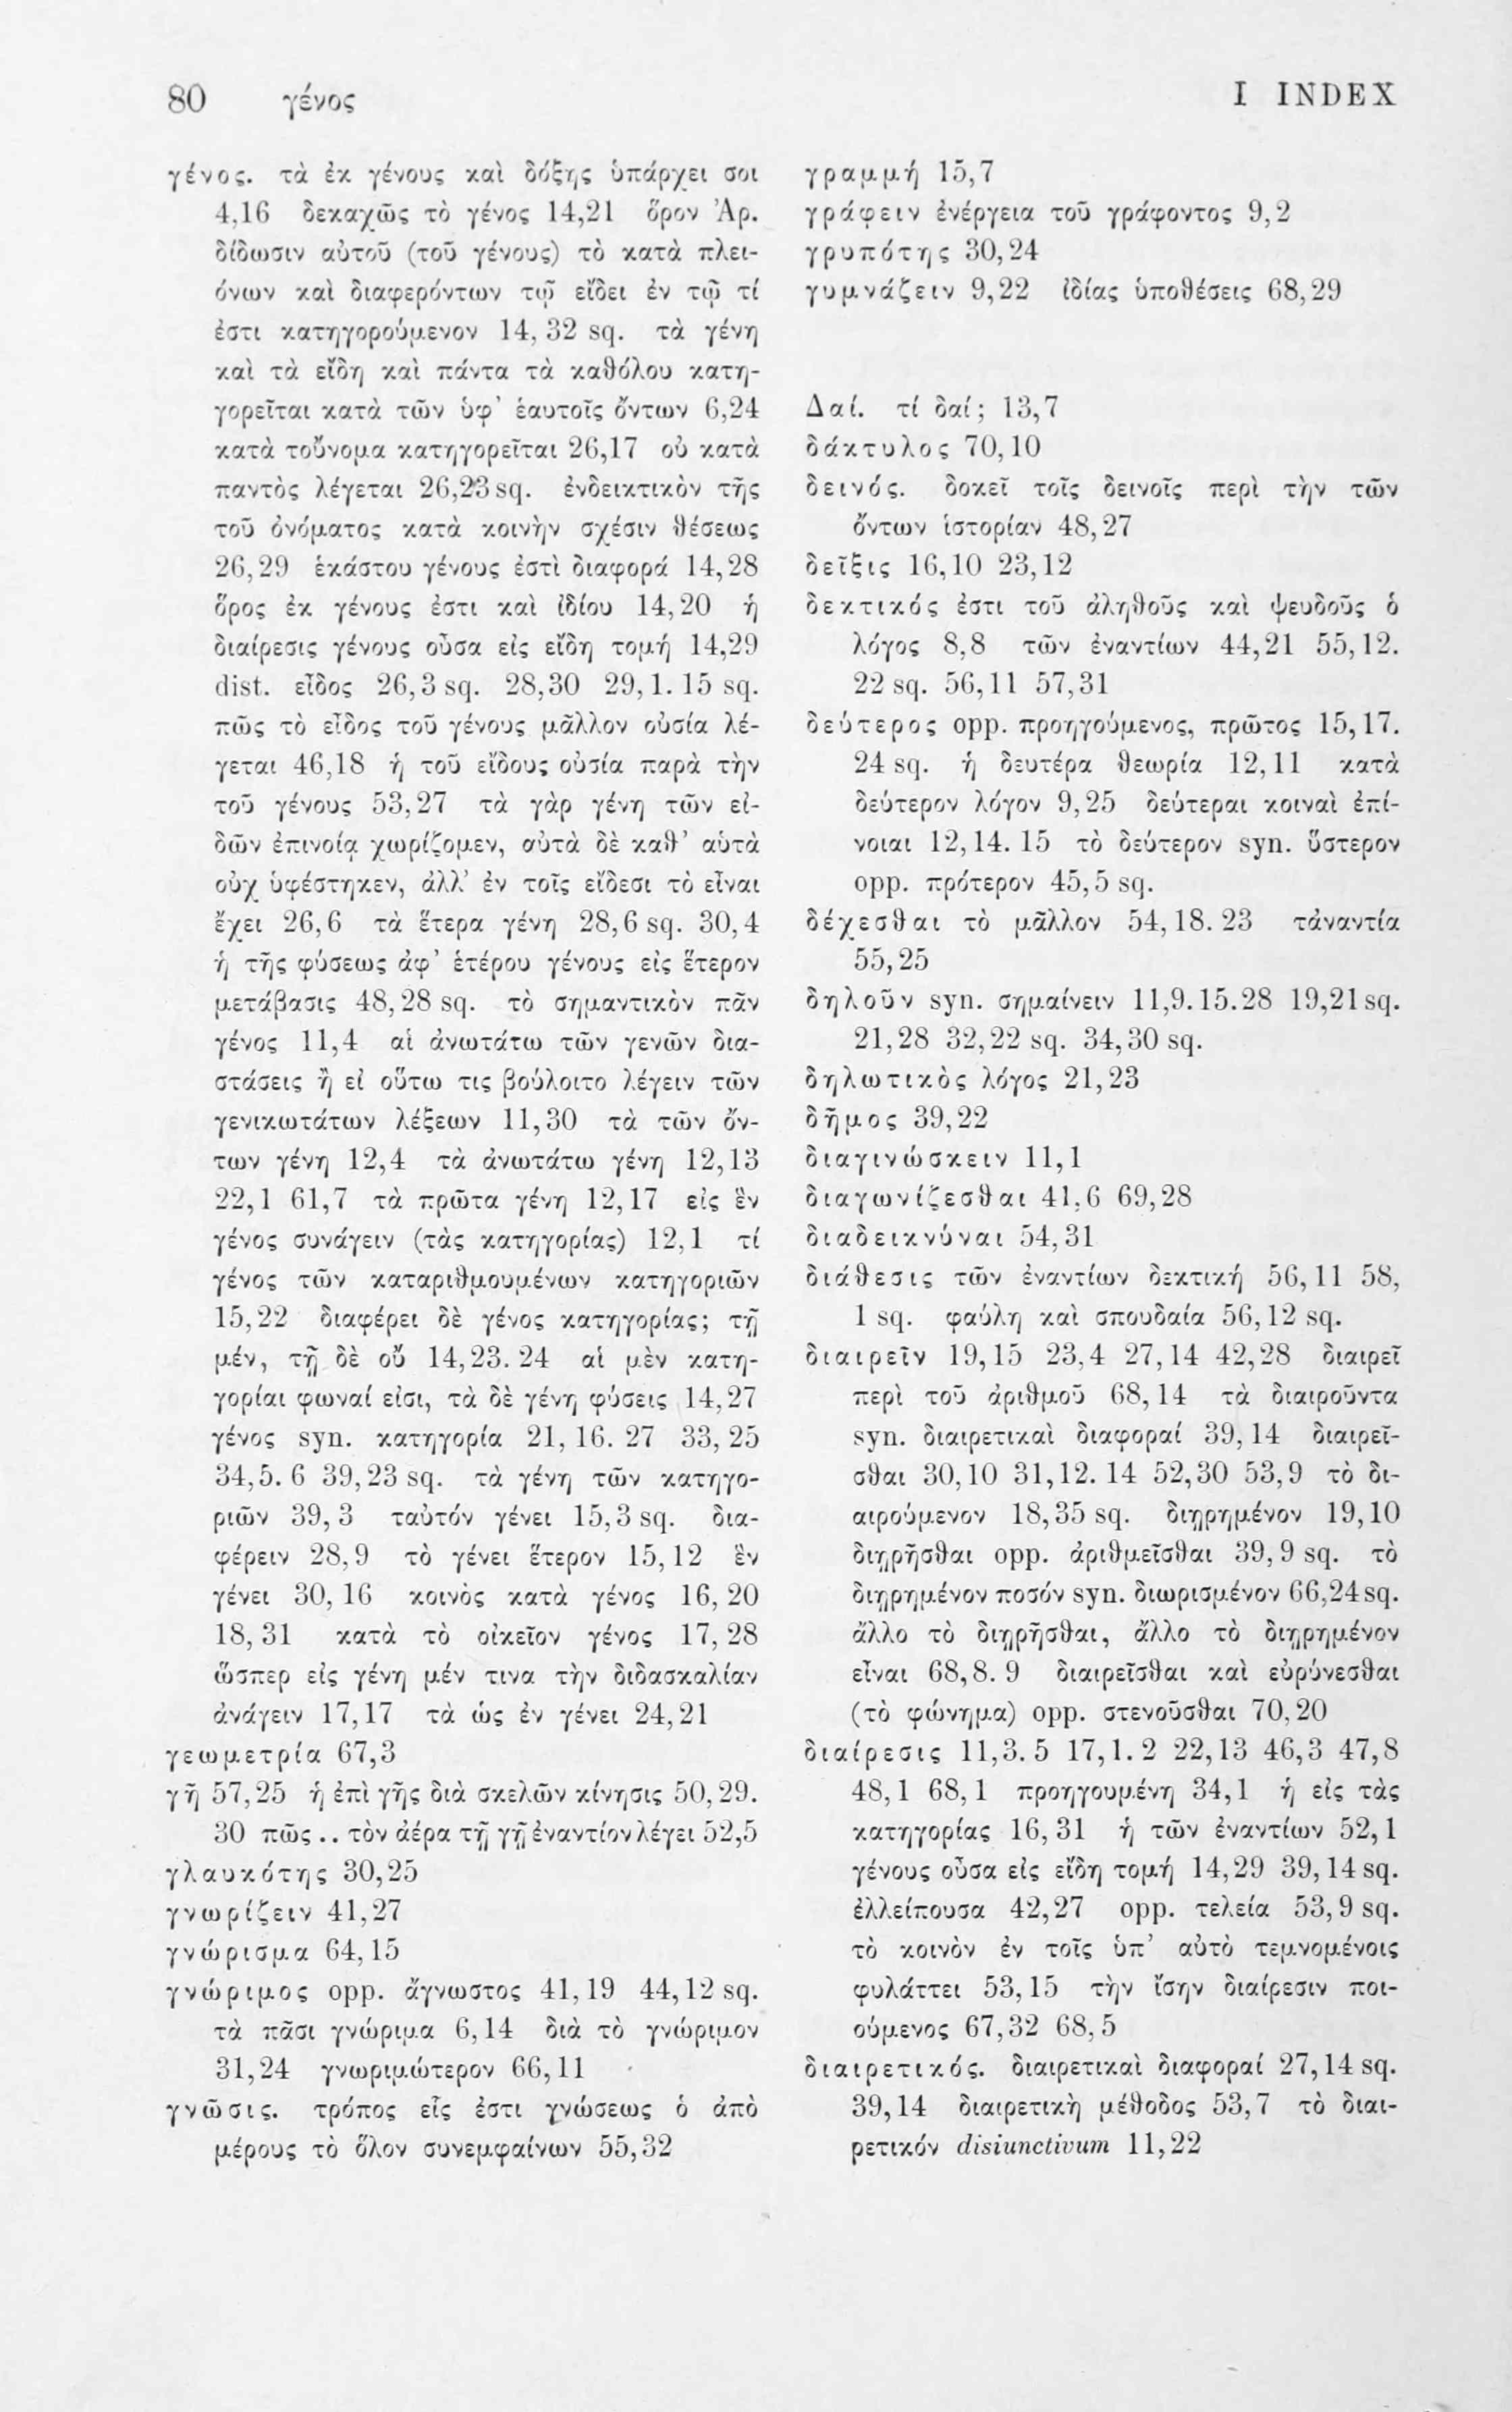 80 γένος I INDEX
γένος. τὰ ἐκ γένους καὶ δόξης ὑπάρχει σοι
4,16 δεκαχῶς τὸ γένος 14,21 ὅρον Ἀρ.
δίδωσιν αὐτοῦ (τοῦ γένους) τὸ κατὰ πλει-
όνων καὶ διαφερόντων τῷ εἴδει ἐν τῷ τί
ἐστι κατηγορούμενον 14, 32 sq. τὰ γένη
καὶ τὰ εἴδη καὶ πάντα τὰ καθόλου κατη-
γορεῖται κατὰ τῶν ὑφ’ ἑαυτοῖς ὄντων 6,24
κατὰ τοὔνομα κατηγορεῖται 26,17 οὐ κατὰ
παντὸς λέγεται 26,23 sq. ἐνδεικτικὸν τῆς
τοῦ ὀνόματος κατὰ κοινὴν σχέσιν θέσεως
26,29 ἑκάστου γένους ἐστὶ διαφορά 14,28
ὅρος ἐκ γένους ἐστι καὶ ἰδίου 14,20 ἡ
διαίρεσις γένους οὖσα εἰς εἴδη τομή 14,29
dist. εἶδος 26,3 sq. 28,30 29,1. 15 sq.
πῶς τὸ εἶδος τοῦ γένους μᾶλλον οὐσία λέ-
γεται 46,18 ἡ τοῦ εἴδους οὐσία παρὰ τὴν
τοῦ γένους 53,27 τὰ γὰρ γένη τῶν εἰ-
δῶν ἐπινοίᾳ χωρίζομεν, αὐτὰ δὲ καθ’ αὑτὰ
οὐχ ὑφέστηκεν, ἀλλ’ ἐν τοῖς εἴδεσι τὸ εἶναι
ἔχει 26,6 τὰ ἕτερα γένη 28,6 sq. 30,4
ἡ τῆς φύσεως ἀφ’ ἑτέρου γένους εἰς ἕτερον
μετάβασις 48,28 sq. τὸ σημαντικὸν πᾶν
γένος 11,4 αἱ ἀνωτάτω τῶν γενῶν δια-
στάσεις ἢ εἰ οὕτω τις βούλοιτο λέγειν τῶν
γενικωτάτων λέξεων 11,30 τὰ τῶν ὄν-
των γένη 12,4 τὰ ἀνωτάτω γένη 12,13
22,1 61,7 τὰ πρῶτα γένη 12,17 εἰς ἓν
γένος συνάγειν (τὰς κατηγορίας) 12,1 τί
γένος τῶν καταριθμουμένων κατηγοριῶν
15,22 διαφέρει δὲ γένος κατηγορίας; τῇ
μέν, τῇ δὲ οὔ 14,23. 24 αἱ μὲν κατη-
γορίαι φωναί εἰσι, τὰ δὲ γένη φύσεις 14,27
γένος syn. κατηγορία 21, 16. 27 33, 25
34,5. 6 39,23 sq. τὰ γένη τῶν κατηγο-
ριῶν 39, 3 ταὐτόν γένει 15,3 sq. δια-
φέρειν 28,9 τὸ γένει ἕτερον 15,12 ἓν
γένει 30, 16 κοινὸς κατὰ γένος 16, 20
18, 31 κατὰ τὸ οἰκεῖον γένος 17, 28
ὥσπερ εἰς γένη μέν τινα τὴν διδασκαλίαν
ἀνάγειν 17,17 τὰ ὡς ἐν γένει 24,21
γεωμετρία 67,3
γῆ 57,25 ἡ ἐπὶ γῆς διὰ σκελῶν κίνησις 50, 29.
30 πῶς .. τὸν ἀέρα τῇ γῇ ἐναντίον λέγει 52,5
γλαυκότης 30,25
γνωρίζειν 41,27
γνώρισμα 64,15
γνώριμος opp. ἄγνωστος 41,19 44,12 sq.
τὰ πᾶσι γνώριμα 6,14 διὰ τὸ γνώριμον
31,24 γνωριμώτερον 66,11
γνῶσις. τρόπος εἷς ἐστι γνώσεως ὁ ἀπὸ
μέρους τὸ ὅλον συνεμφαίνων 55,32
γραμμή 15,7
γράφειν ἐνέργεια τοῦ γράφοντος 9,2
γρυπότης 30,24
γυμνάζειν 9,22 ἰδίας ὑποθέσεις 68,29
Δαί. τί δαί; 13,7
δάκτυλος 70,10
δεινός. δοκεῖ τοῖς δεινοῖς περὶ τὴν τῶν
ὄντων ἱστορίαν 48,27
δεῖξις 16,10 23,12
δεκτικός ἐστι τοῦ ἀληθοῦς καὶ ψευδοῦς ὁ
λόγος 8,8 τῶν ἐναντίων 44,21 55,12.
22 sq. 56,11 57,31
δεύτερος opp. προηγούμενος, πρῶτος 15,17.
24 sq. ἡ δευτέρα θεωρία 12,11 κατὰ
δεύτερον λόγον 9,25 δεύτεραι κοιναὶ ἐπί-
νοιαι 12,14. 15 τὸ δεύτερον syn. ὕστερον
opp. πρότερον 45,5 sq.
δέχεσθαι τὸ μᾶλλον 54,18. 23 τἀναντία
55,25
δηλοῦν syn. σημαίνειν 11,9.15.28 19,21 sq.
21,28 32,22 sq. 34,30 sq.
δηλωτικὸς λόγος 21,23
δῆμος 39,22
διαγινώσκειν 11,1
διαγωνίζεσθαι 41,6 69,28
διαδεικνύναι 54,31
διάθεσις τῶν ἐναντίων δεκτική 56,11 58,
1 sq. φαύλη καὶ σπουδαία 56,12 sq.
διαιρεῖν 19,15 23,4 27,14 42,28 διαιρεῖ
περὶ τοῦ ἀριθμοῦ 68,14 τὰ διαιροῦντα
syn. διαιρετικαὶ διαφοραί 39,14 διαιρεῖ-
σθαι 30,10 31,12. 14 52,30 53,9 τὸ δι-
αιρούμενον 18,35 sq. διῃρημένον 19,10
διῃρῆσθαι opp. ἀριθμεῖσθαι 39,9 sq. τὸ
διῃρημένον ποσόν syn. διωρισμένον 66,24 sq.
ἄλλο τὸ διῃρῆσθαι, ἄλλο τὸ διῃρημένον
εἶναι 68,8. 9 διαιρεῖσθαι καὶ εὐρύνεσθαι
(τὸ φώνημα) opp. στενοῦσθαι 70,20
διαίρεσις 11,3. 5 17,1. 2 22,13 46,3 47,8
48,1 68,1 προηγουμένη 34,1 ἡ εἰς τὰς
κατηγορίας 16,31 ἡ τῶν ἐναντίων 52,1
γένους οὖσα εἰς εἴδη τομή 14,29 39,14 sq.
ἐλλείπουσα 42,27 opp. τελεία 53,9 sq.
τὸ κοινὸν ἐν τοῖς ὑπ’ αὐτὸ τεμνομένοις
φυλάττει 53,15 τὴν ἴσην διαίρεσιν ποι-
ούμενος 67,32 68,5
διαιρετικός. διαιρετικαὶ διαφοραί 27,14 sq.
39,14 διαιρετικὴ μέθοδος 53,7 τὸ διαι-
ρετικόν disiunctivum 11,22